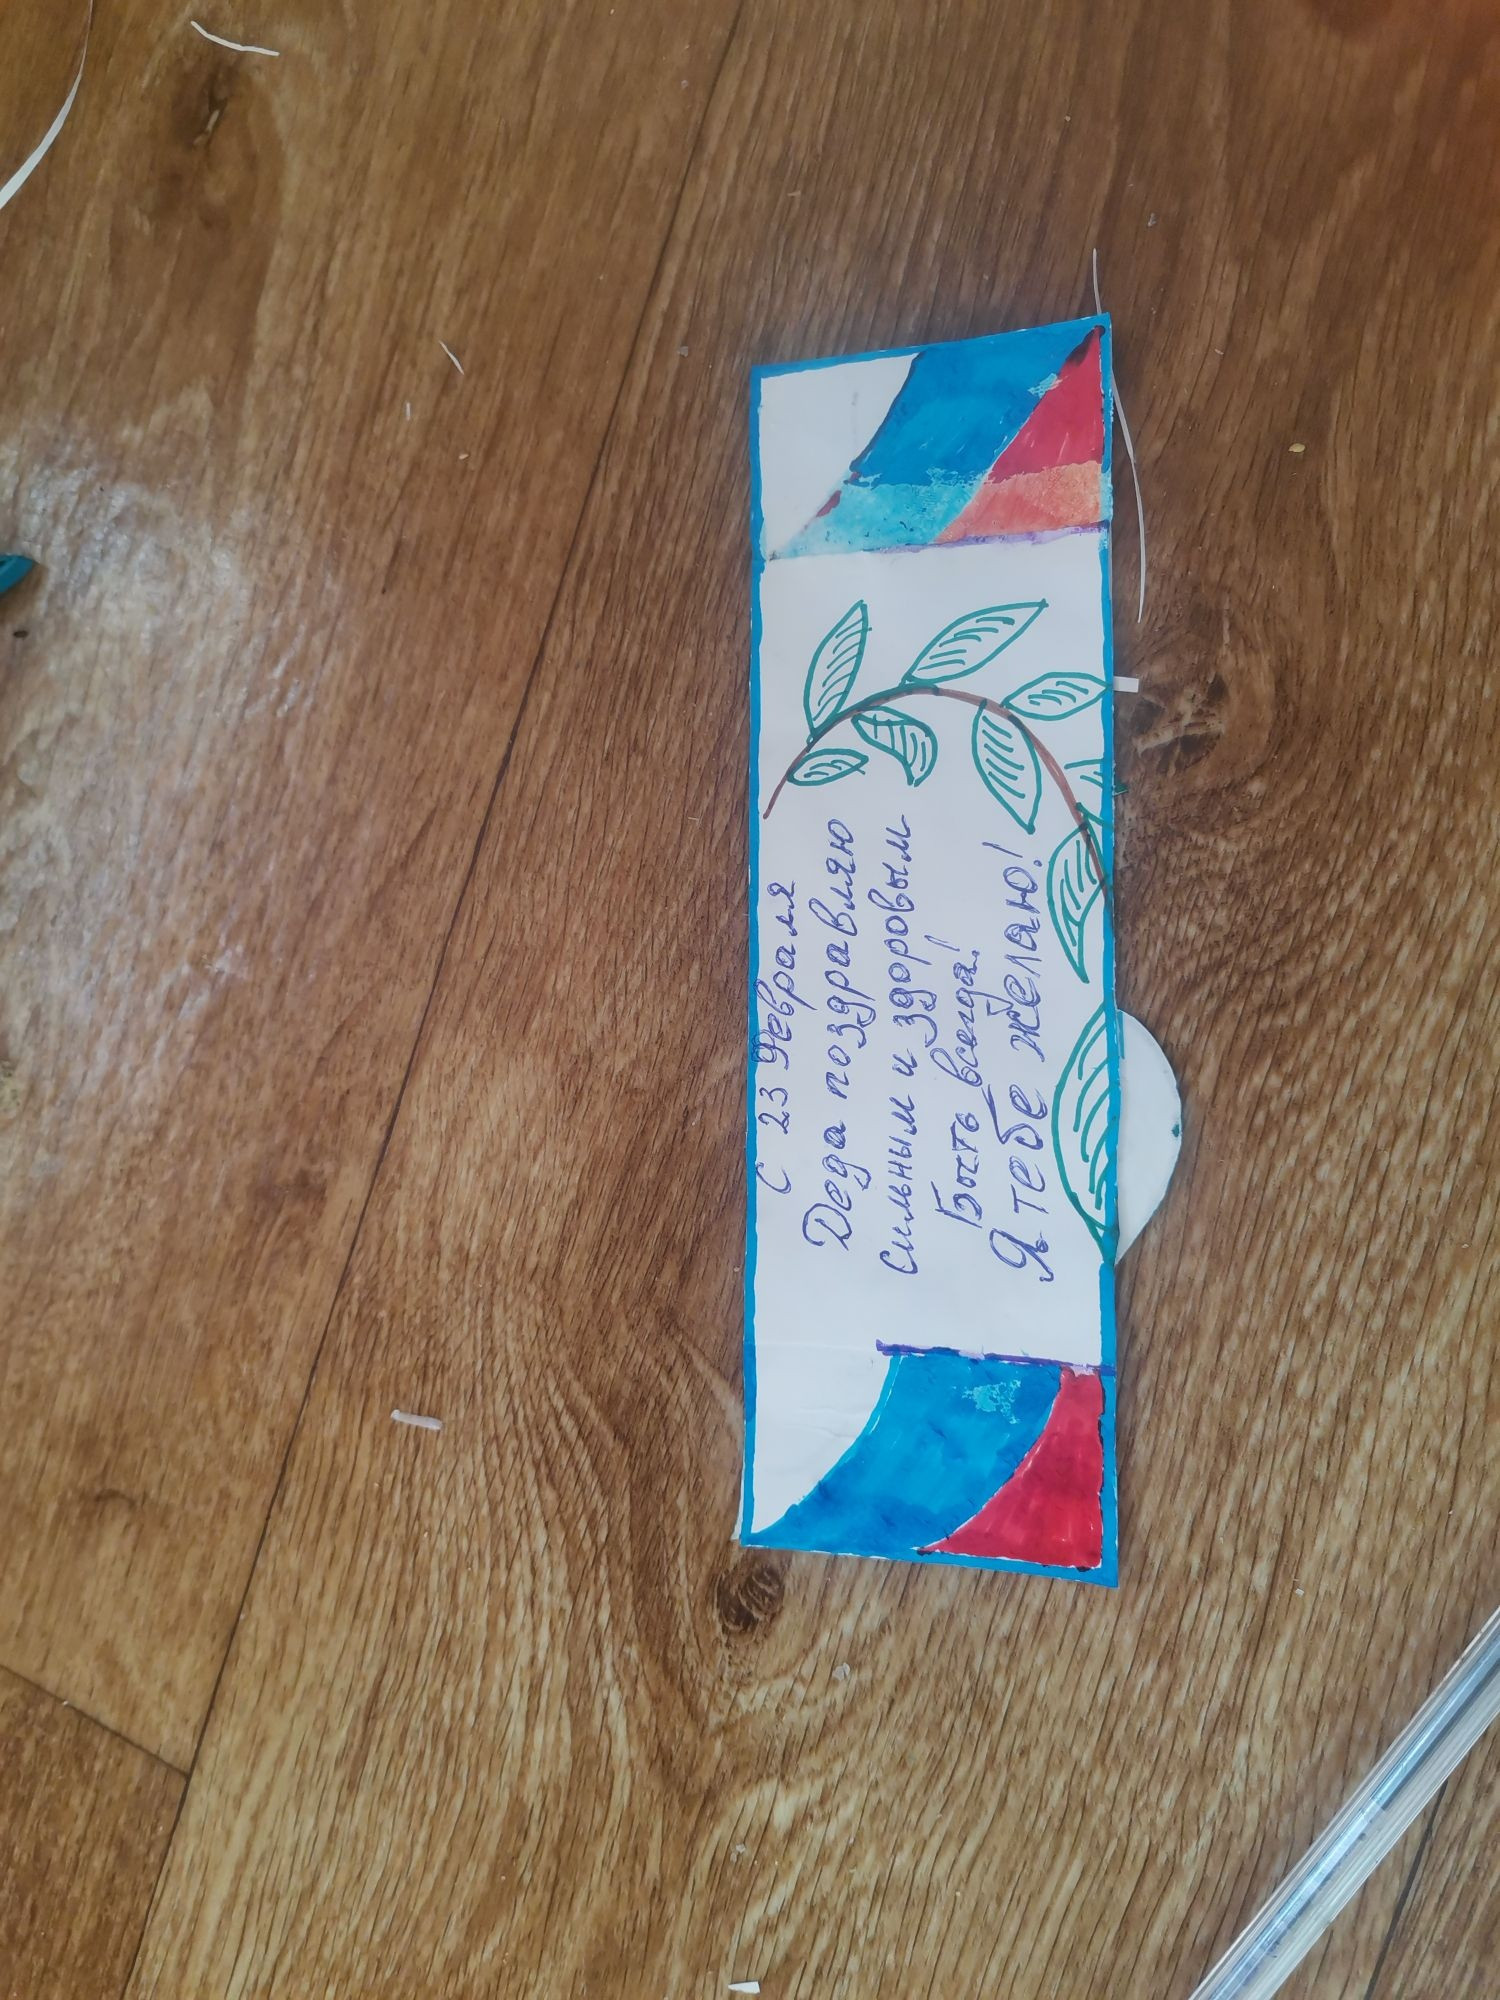 С 23 Февраля
Деда поздравляю
Сильным и здоровым
Быть всегда!
Я тебе желаю!